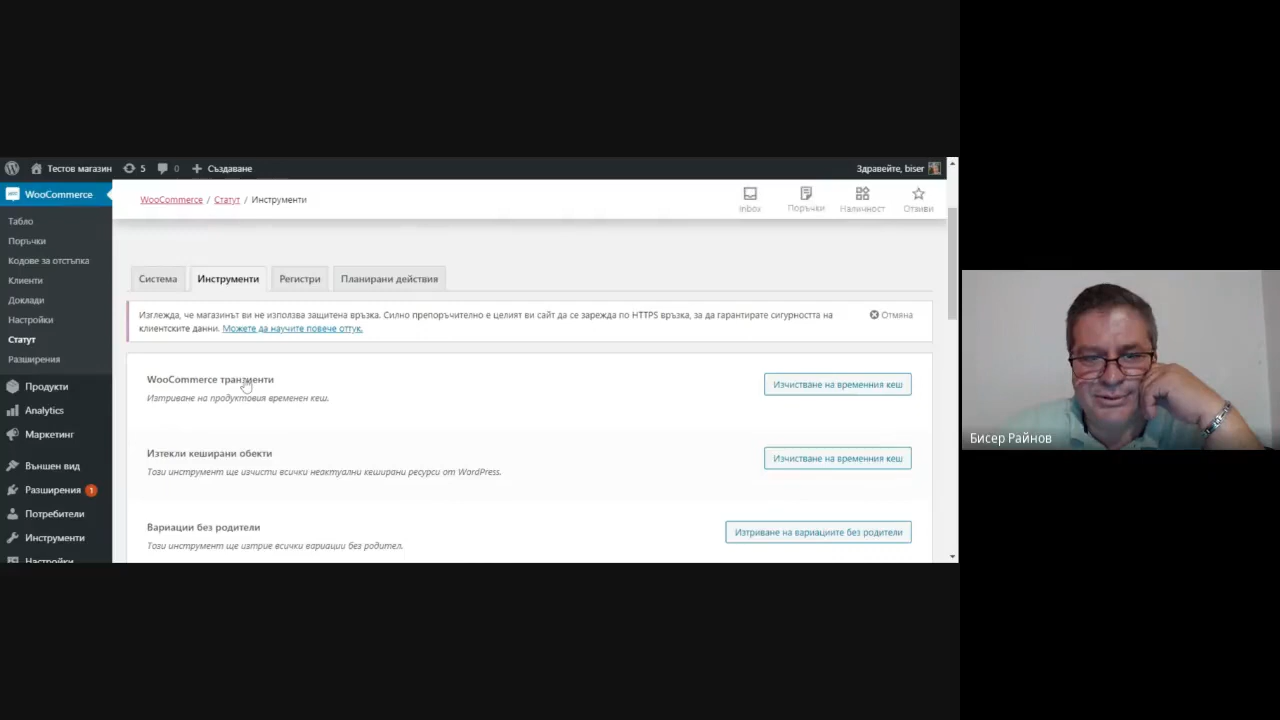 Тестов магазин 5 0 Създаване Здравейте, biser
WooCommerce
Табло
Поръчки
Кодове за отстъпка
Клиенти
Доклади
Настройки
Статут
Разширения
Продукти
Analytics
Маркетинг
Външен вид
Разширения 1
Потребители
Инструменти
Настройки
WooCommerce / Статут / Инструменти
Inbox Поръчки Наличност Отзиви
Система Инструменти Регистри Планирани действия
Изглежда, че магазинът ви не използва защитена връзка. Силно препоръчително е целият ви сайт да се зарежда по HTTPS връзка, за да гарантирате сигурността на
клиентските данни. Можете да научите повече оттук.
Отмяна
WooCommerce транзиенти
Изтриване на продуктовия временен кеш.
Изчистване на временния кеш
Изтекли кеширани обекти
Този инструмент ще изчисти всички неактуални кеширани ресурси от WordPress.
Изчистване на временния кеш
Вариации без родители
Този инструмент ще изтрие всички вариации без родител.
Изтриване на вариациите без родители
Бисер Райнов